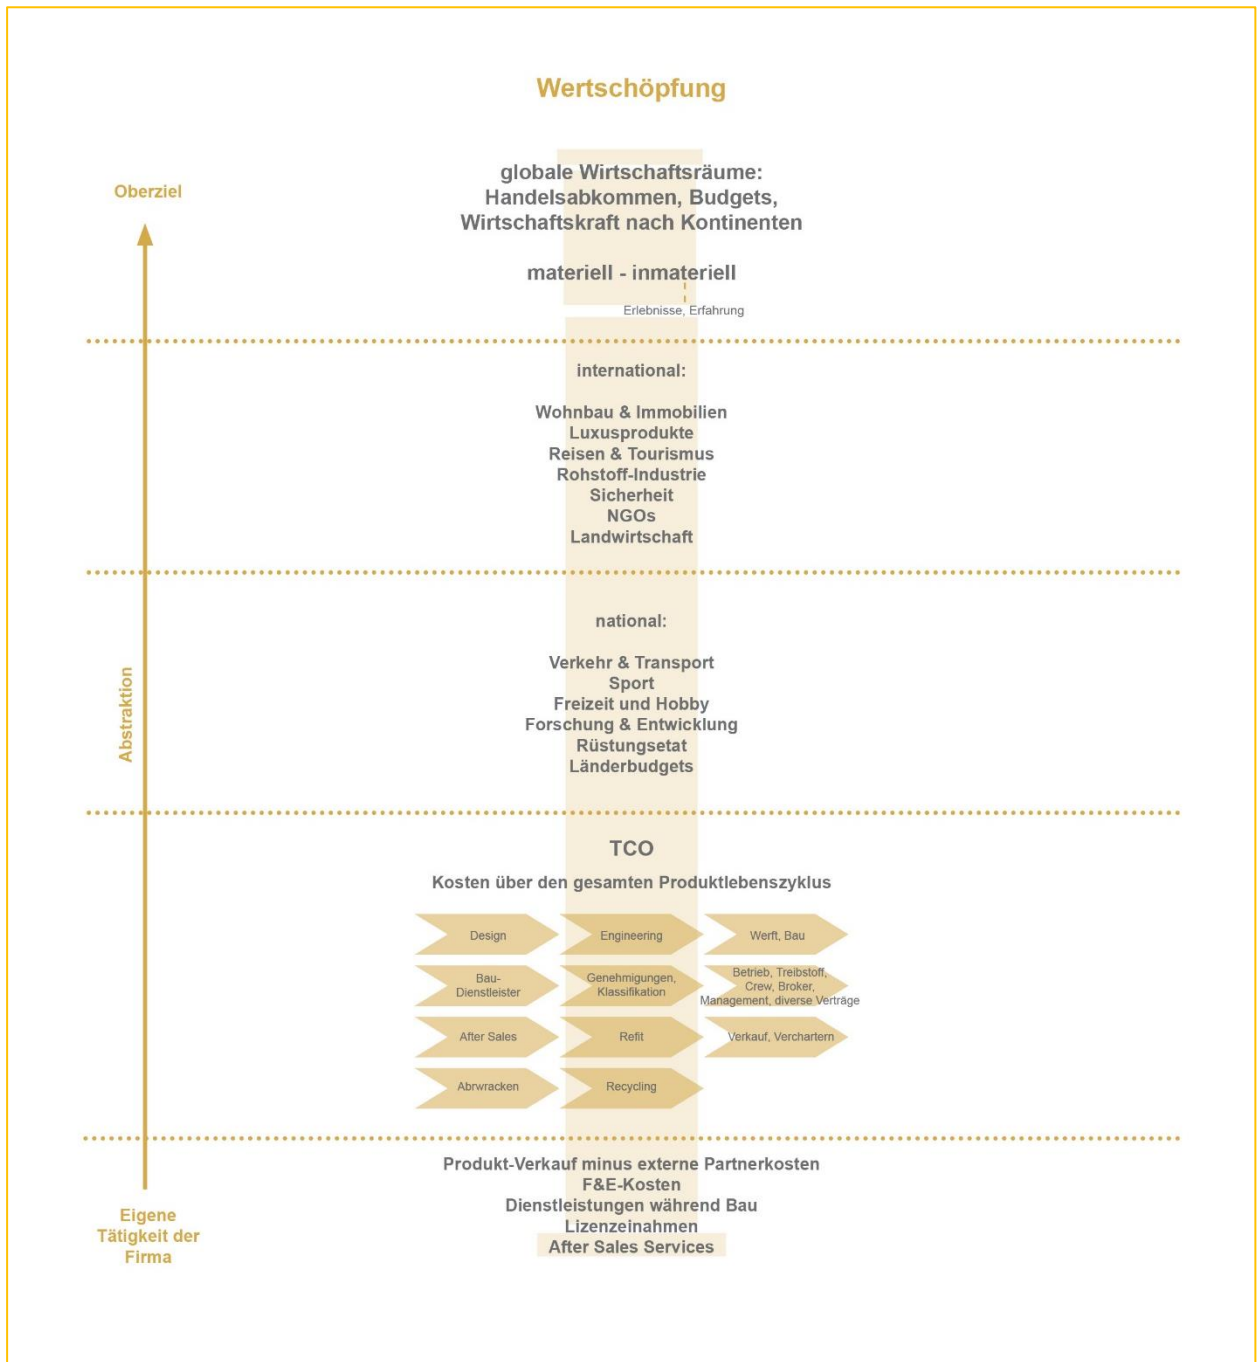 Wertschöpfung
Oberziel
globale Wirtschaftsräume:
Handelsabkommen, Budgets,
Wirtschaftskraft nach Kontinenten
materiell - inmateriell
Erlebnisse, Erfahrung
international:
Wohnbau & Immobilien
Luxusprodukte
Reisen & Tourismus
Rohstoff-Industrie
Sicherheit
NGOs
Landwirtschaft
national:
Verkehr & Transport
Sport
Freizeit und Hobby
Forschung & Entwicklung
Rüstungsetat
Länderbudgets
Abstraktion
TCO
Kosten über den gesamten Produktlebenszyklus
Design
Engineering
Werft, Bau
Bau-
Dienstleister
Genehmigungen,
Klassifikation
Betrieb, Treibstoff,
Crew, Broker,
Management, diverse Verträge
After Sales
Refit
Verkauf, Verchartern
Abrwracken
Recycling
Produkt-Verkauf minus externe Partnerkosten
F&E-Kosten
Dienstleistungen während Bau
Lizenzeinahmen
After Sales Services
Eigene
Tätigkeit der
Firma